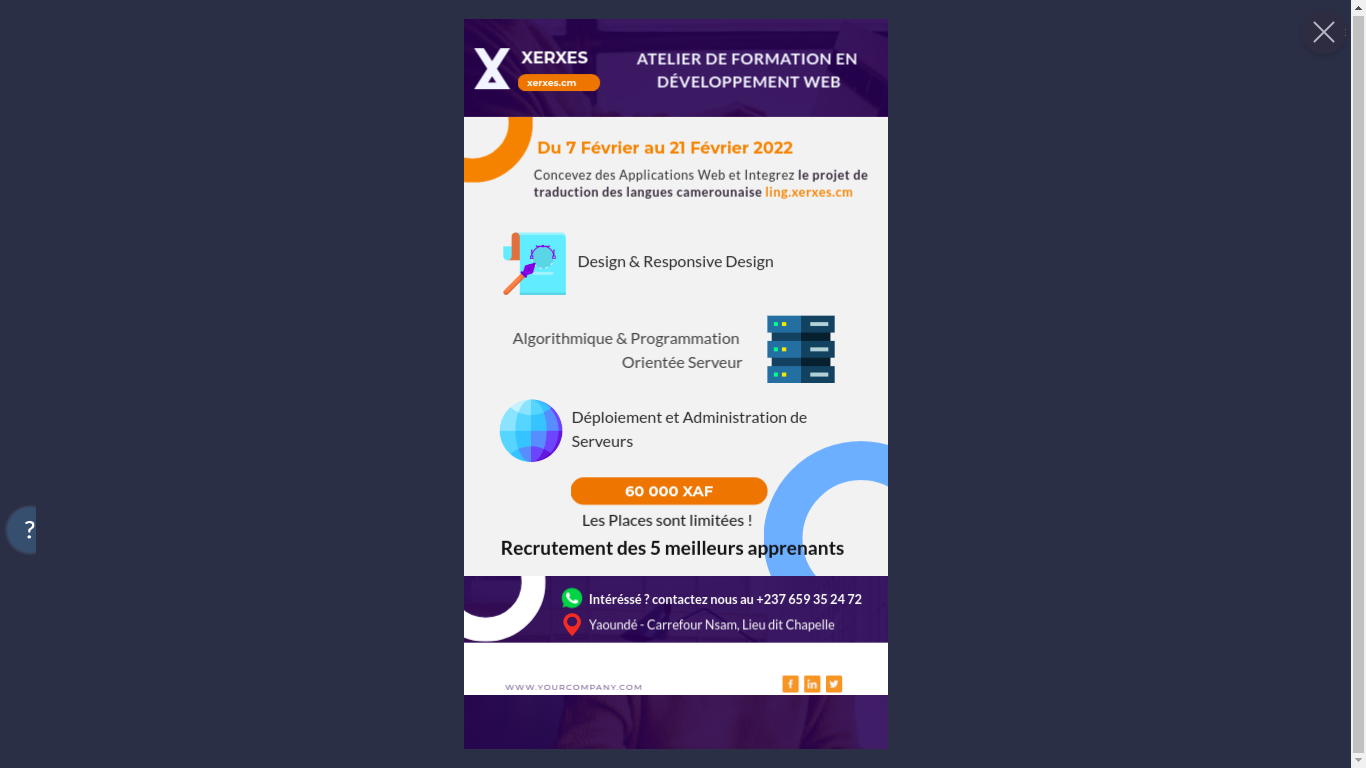 XERXES
xerxes.cm
ATELIER DE FORMATION EN
DÉVELOPPEMENT WEB
Du 7 Février au 21 Février 2022
Concevez des Applications Web et Integrez le projet de
traduction des langues camerounaise ling.xerxes.cm
Design & Responsive Design
Algorithmique & Programmation
Orientée Serveur
Déploiement et Administration de
Serveurs
60 000 XAF
Les Places sont limitées !
Recrutement des 5 meilleurs apprenants
Intéréssé ? contactez nous au +237 659 35 24 72
Yaoundé - Carrefour Nsam, Lieu dit Chapelle
WWW.YOURCOMPANY.COM
?